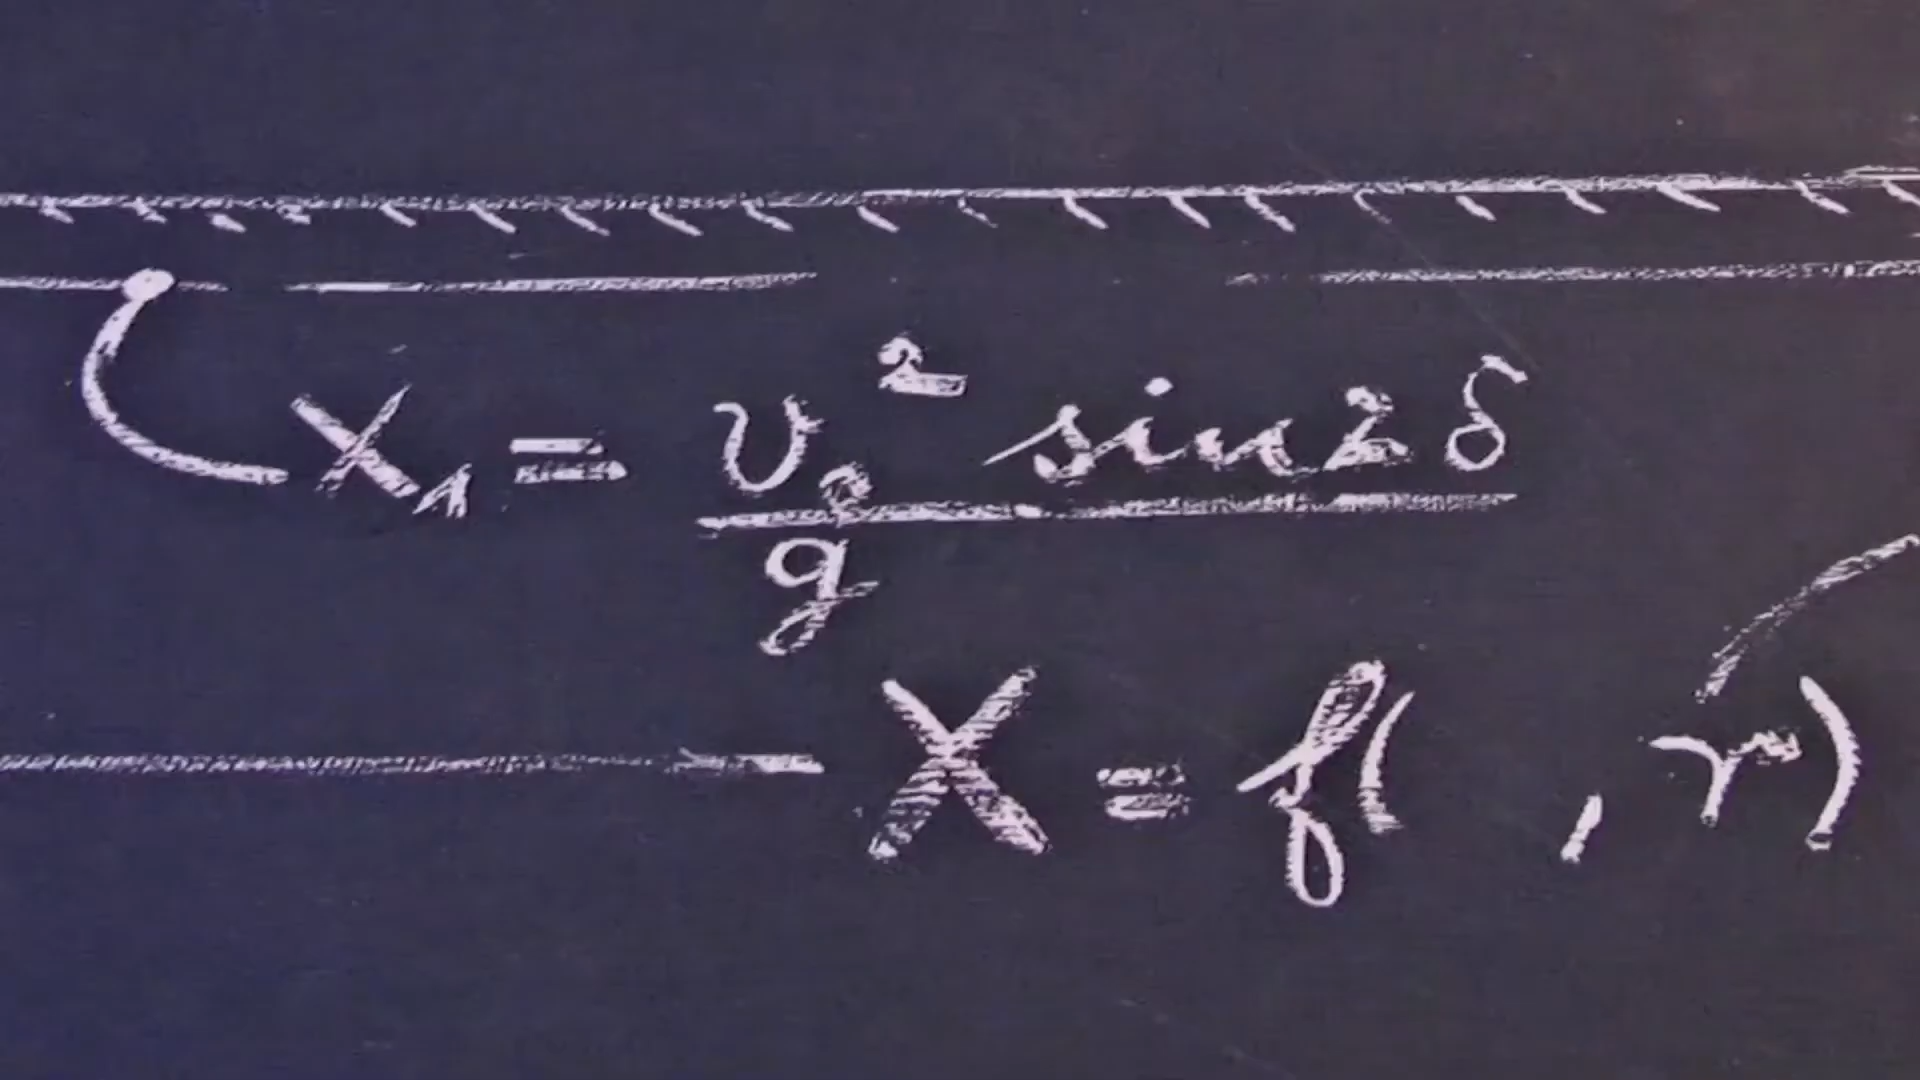 x₁ = v₀² sin2δ / g
X = f( , r)